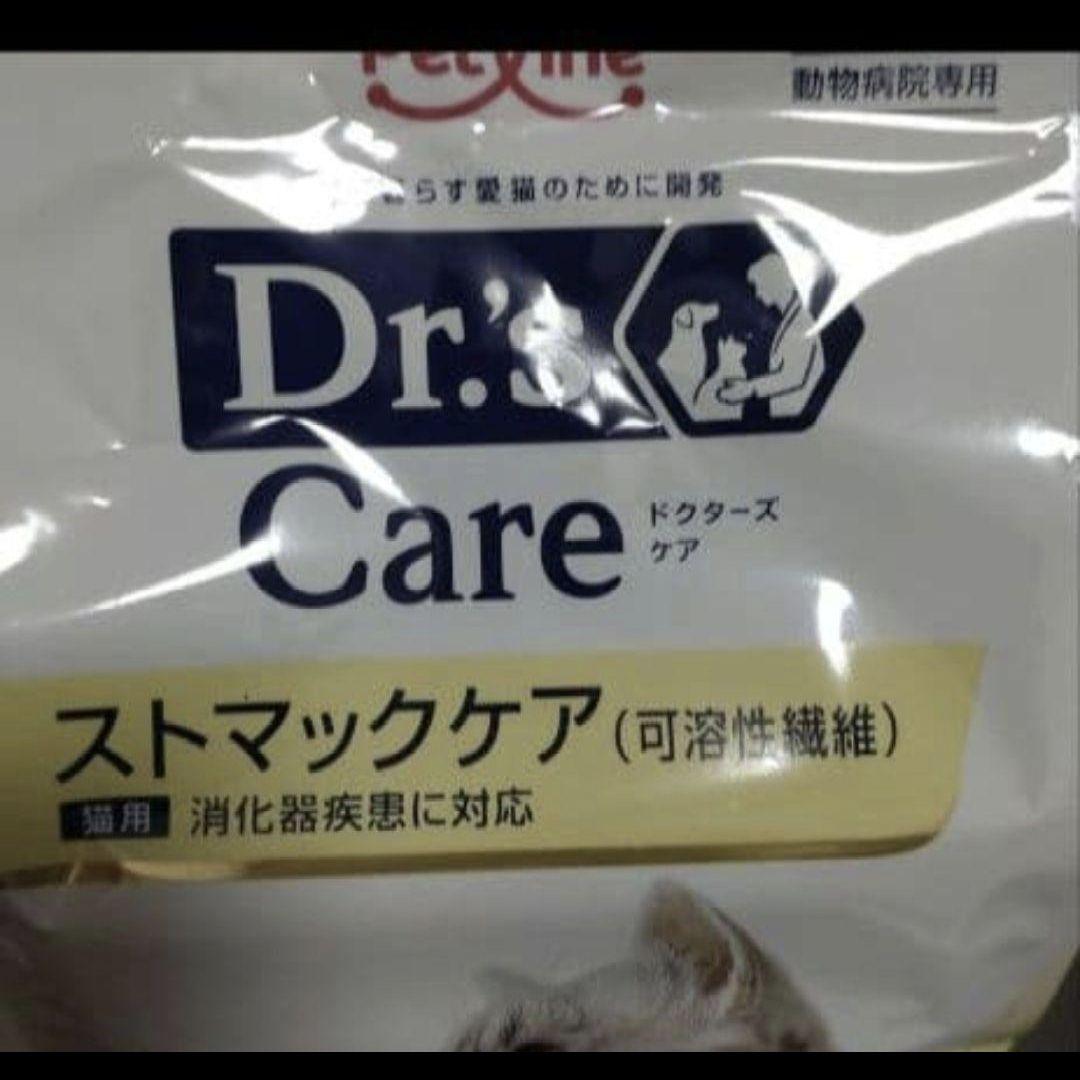 PetLine
動物病院専用
らす愛猫のために開発
Dr.'s
Care
ドクターズ
ケア
ストマックケア(可溶性繊維)
猫用 消化器疾患に対応